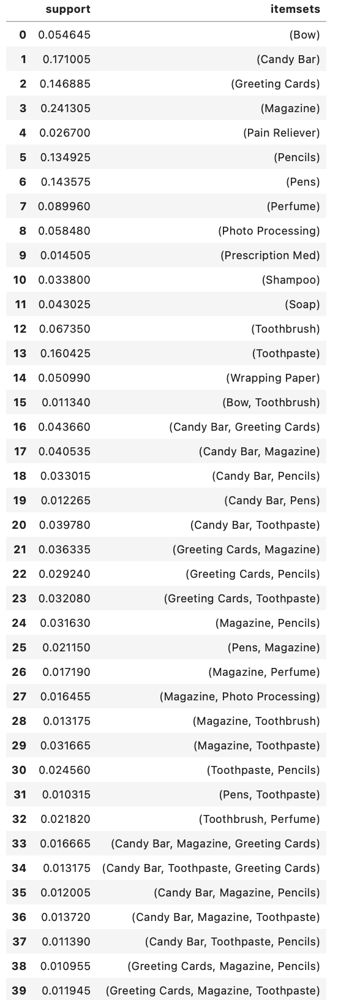 support itemsets
0 0.054645 (Bow)
1 0.171005 (Candy Bar)
2 0.146885 (Greeting Cards)
3 0.241305 (Magazine)
4 0.026700 (Pain Reliever)
5 0.134925 (Pencils)
6 0.143575 (Pens)
7 0.089960 (Perfume)
8 0.058480 (Photo Processing)
9 0.014505 (Prescription Med)
10 0.033800 (Shampoo)
11 0.043025 (Soap)
12 0.067350 (Toothbrush)
13 0.160425 (Toothpaste)
14 0.050990 (Wrapping Paper)
15 0.011340 (Bow, Toothbrush)
16 0.043660 (Candy Bar, Greeting Cards)
17 0.040535 (Candy Bar, Magazine)
18 0.033015 (Candy Bar, Pencils)
19 0.012265 (Candy Bar, Pens)
20 0.039780 (Candy Bar, Toothpaste)
21 0.036335 (Greeting Cards, Magazine)
22 0.029240 (Greeting Cards, Pencils)
23 0.032080 (Greeting Cards, Toothpaste)
24 0.031630 (Magazine, Pencils)
25 0.021150 (Pens, Magazine)
26 0.017190 (Magazine, Perfume)
27 0.016455 (Magazine, Photo Processing)
28 0.013175 (Magazine, Toothbrush)
29 0.031665 (Magazine, Toothpaste)
30 0.024560 (Toothpaste, Pencils)
31 0.010315 (Pens, Toothpaste)
32 0.021820 (Toothbrush, Perfume)
33 0.016665 (Candy Bar, Magazine, Greeting Cards)
34 0.013175 (Candy Bar, Toothpaste, Greeting Cards)
35 0.012005 (Candy Bar, Magazine, Pencils)
36 0.013720 (Candy Bar, Magazine, Toothpaste)
37 0.011390 (Candy Bar, Toothpaste, Pencils)
38 0.010955 (Greeting Cards, Magazine, Pencils)
39 0.011945 (Greeting Cards, Magazine, Toothpaste)